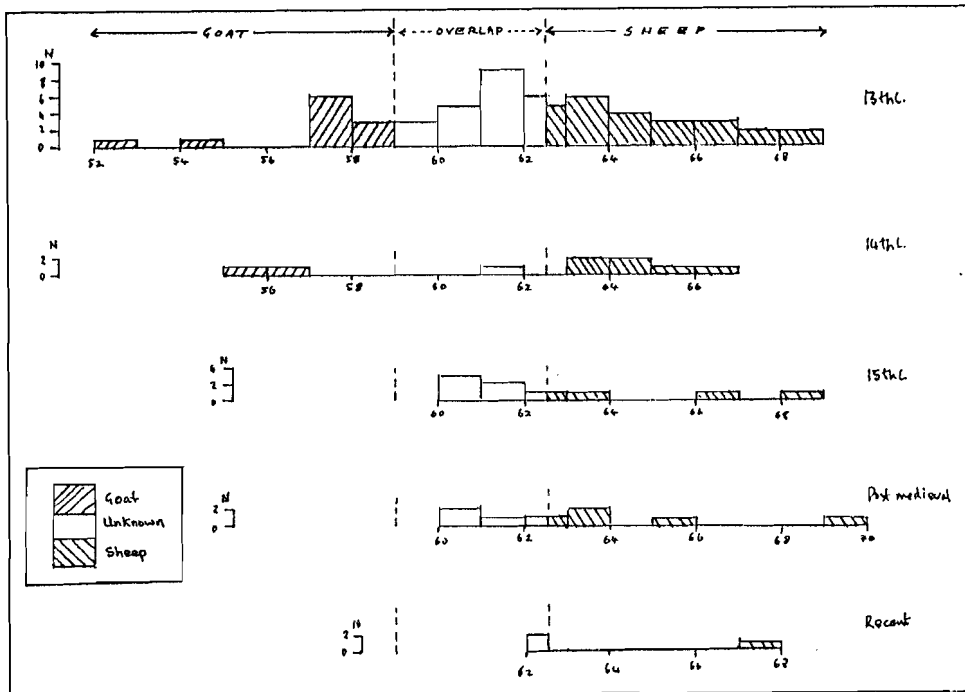 GOAT OVERLAP SHEEP
N
10
8
6
4
2
0
13thC.
52 54 56 58 60 62 64 66 68
N
2
0
14thC.
56 58 60 62 64 66
N
2
0
15thC
60 62 64 66 68
N
2
0
Post medieval
60 62 64 66 68 70
2
0
Recent
62 64 66 68
Goat
Unknown
Sheep